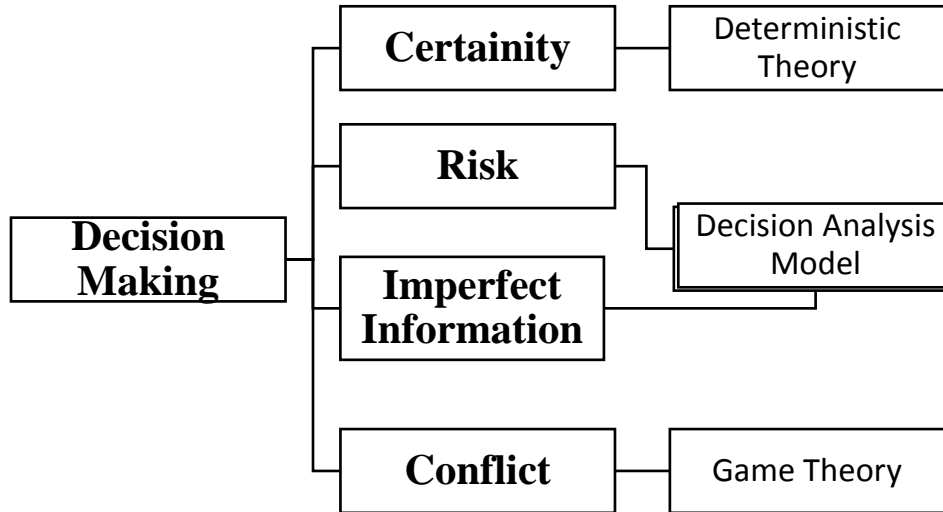 Certainity
Deterministic
Theory
Risk
Decision
Making
Decision Analysis
Model
Imperfect
Information
Conflict
Game Theory